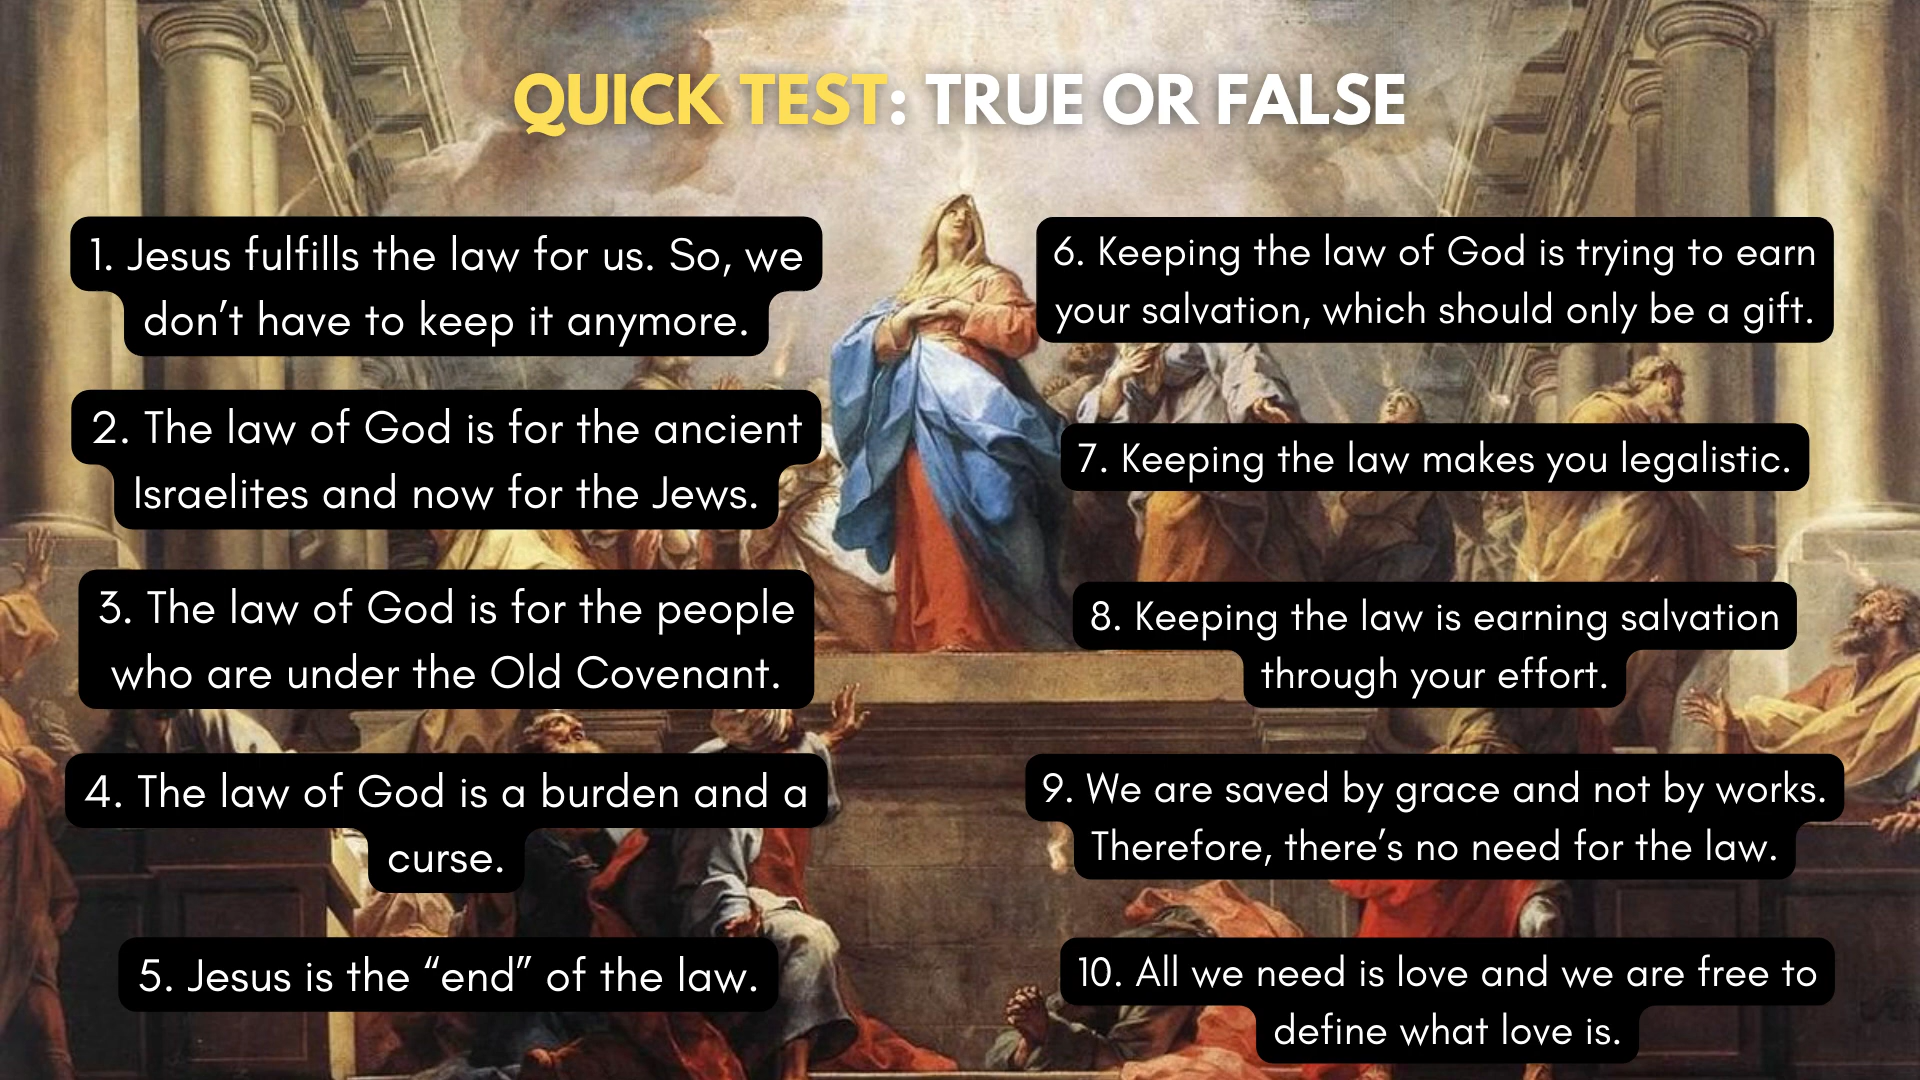 QUICK TEST: TRUE OR FALSE
1. Jesus fulfills the law for us. So, we
don’t have to keep it anymore.
2. The law of God is for the ancient
Israelites and now for the Jews.
3. The law of God is for the people
who are under the Old Covenant.
4. The law of God is a burden and a
curse.
5. Jesus is the “end” of the law.
6. Keeping the law of God is trying to earn
your salvation, which should only be a gift.
7. Keeping the law makes you legalistic.
8. Keeping the law is earning salvation
through your effort.
9. We are saved by grace and not by works.
Therefore, there’s no need for the law.
10. All we need is love and we are free to
define what love is.